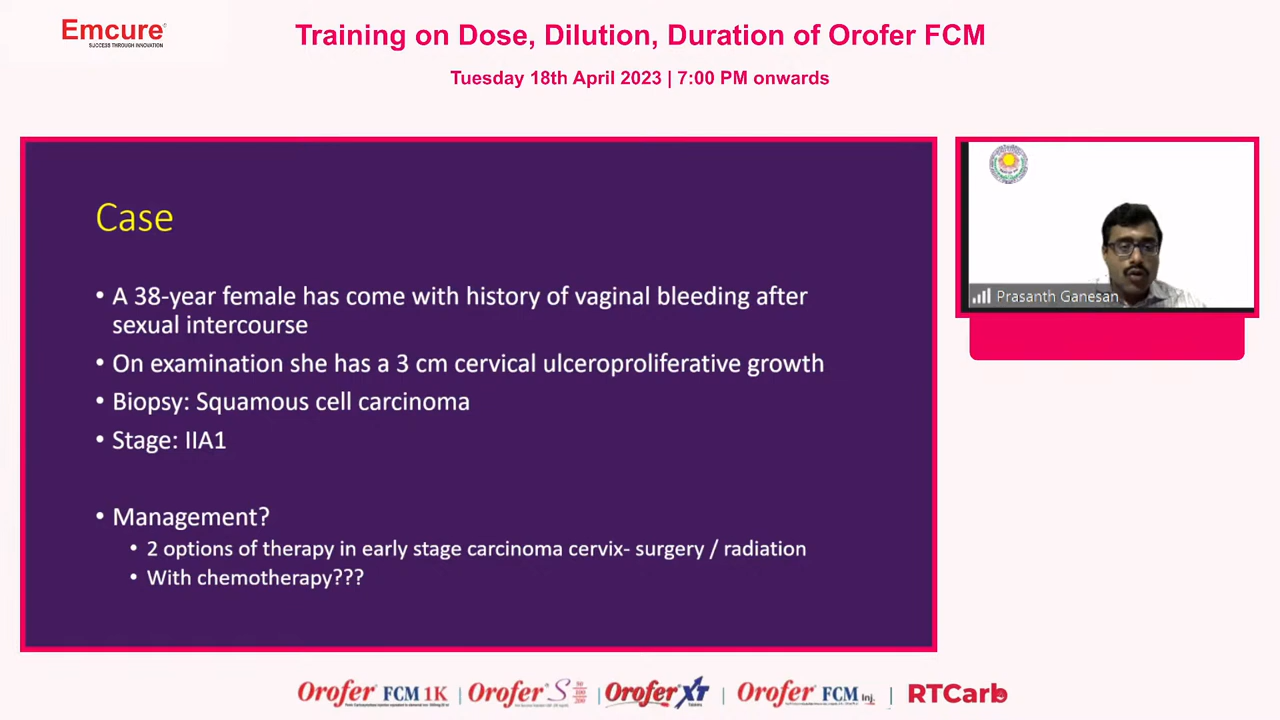 Emcure
SUCCESS THROUGH INNOVATION
Training on Dose, Dilution, Duration of Orofer FCM
Tuesday 18th April 2023 | 7:00 PM onwards
Case
• A 38-year female has come with history of vaginal bleeding after
sexual intercourse
• On examination she has a 3 cm cervical ulceroproliferative growth
• Biopsy: Squamous cell carcinoma
• Stage: IIA1
• Management?
• 2 options of therapy in early stage carcinoma cervix- surgery / radiation
• With chemotherapy???
Prasanth Ganesan
Orofer FCM 1K | Orofer S 50 100 200 | Orofer XT | Orofer FCM Inj. | RTCarb